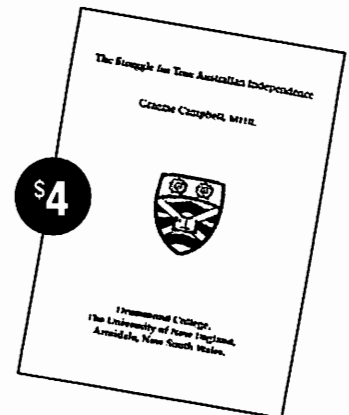 The Struggle for True Australian Independence
Graeme Campbell, MHR.
$4
Drummond College,
The University of New England,
Armidale, New South Wales.